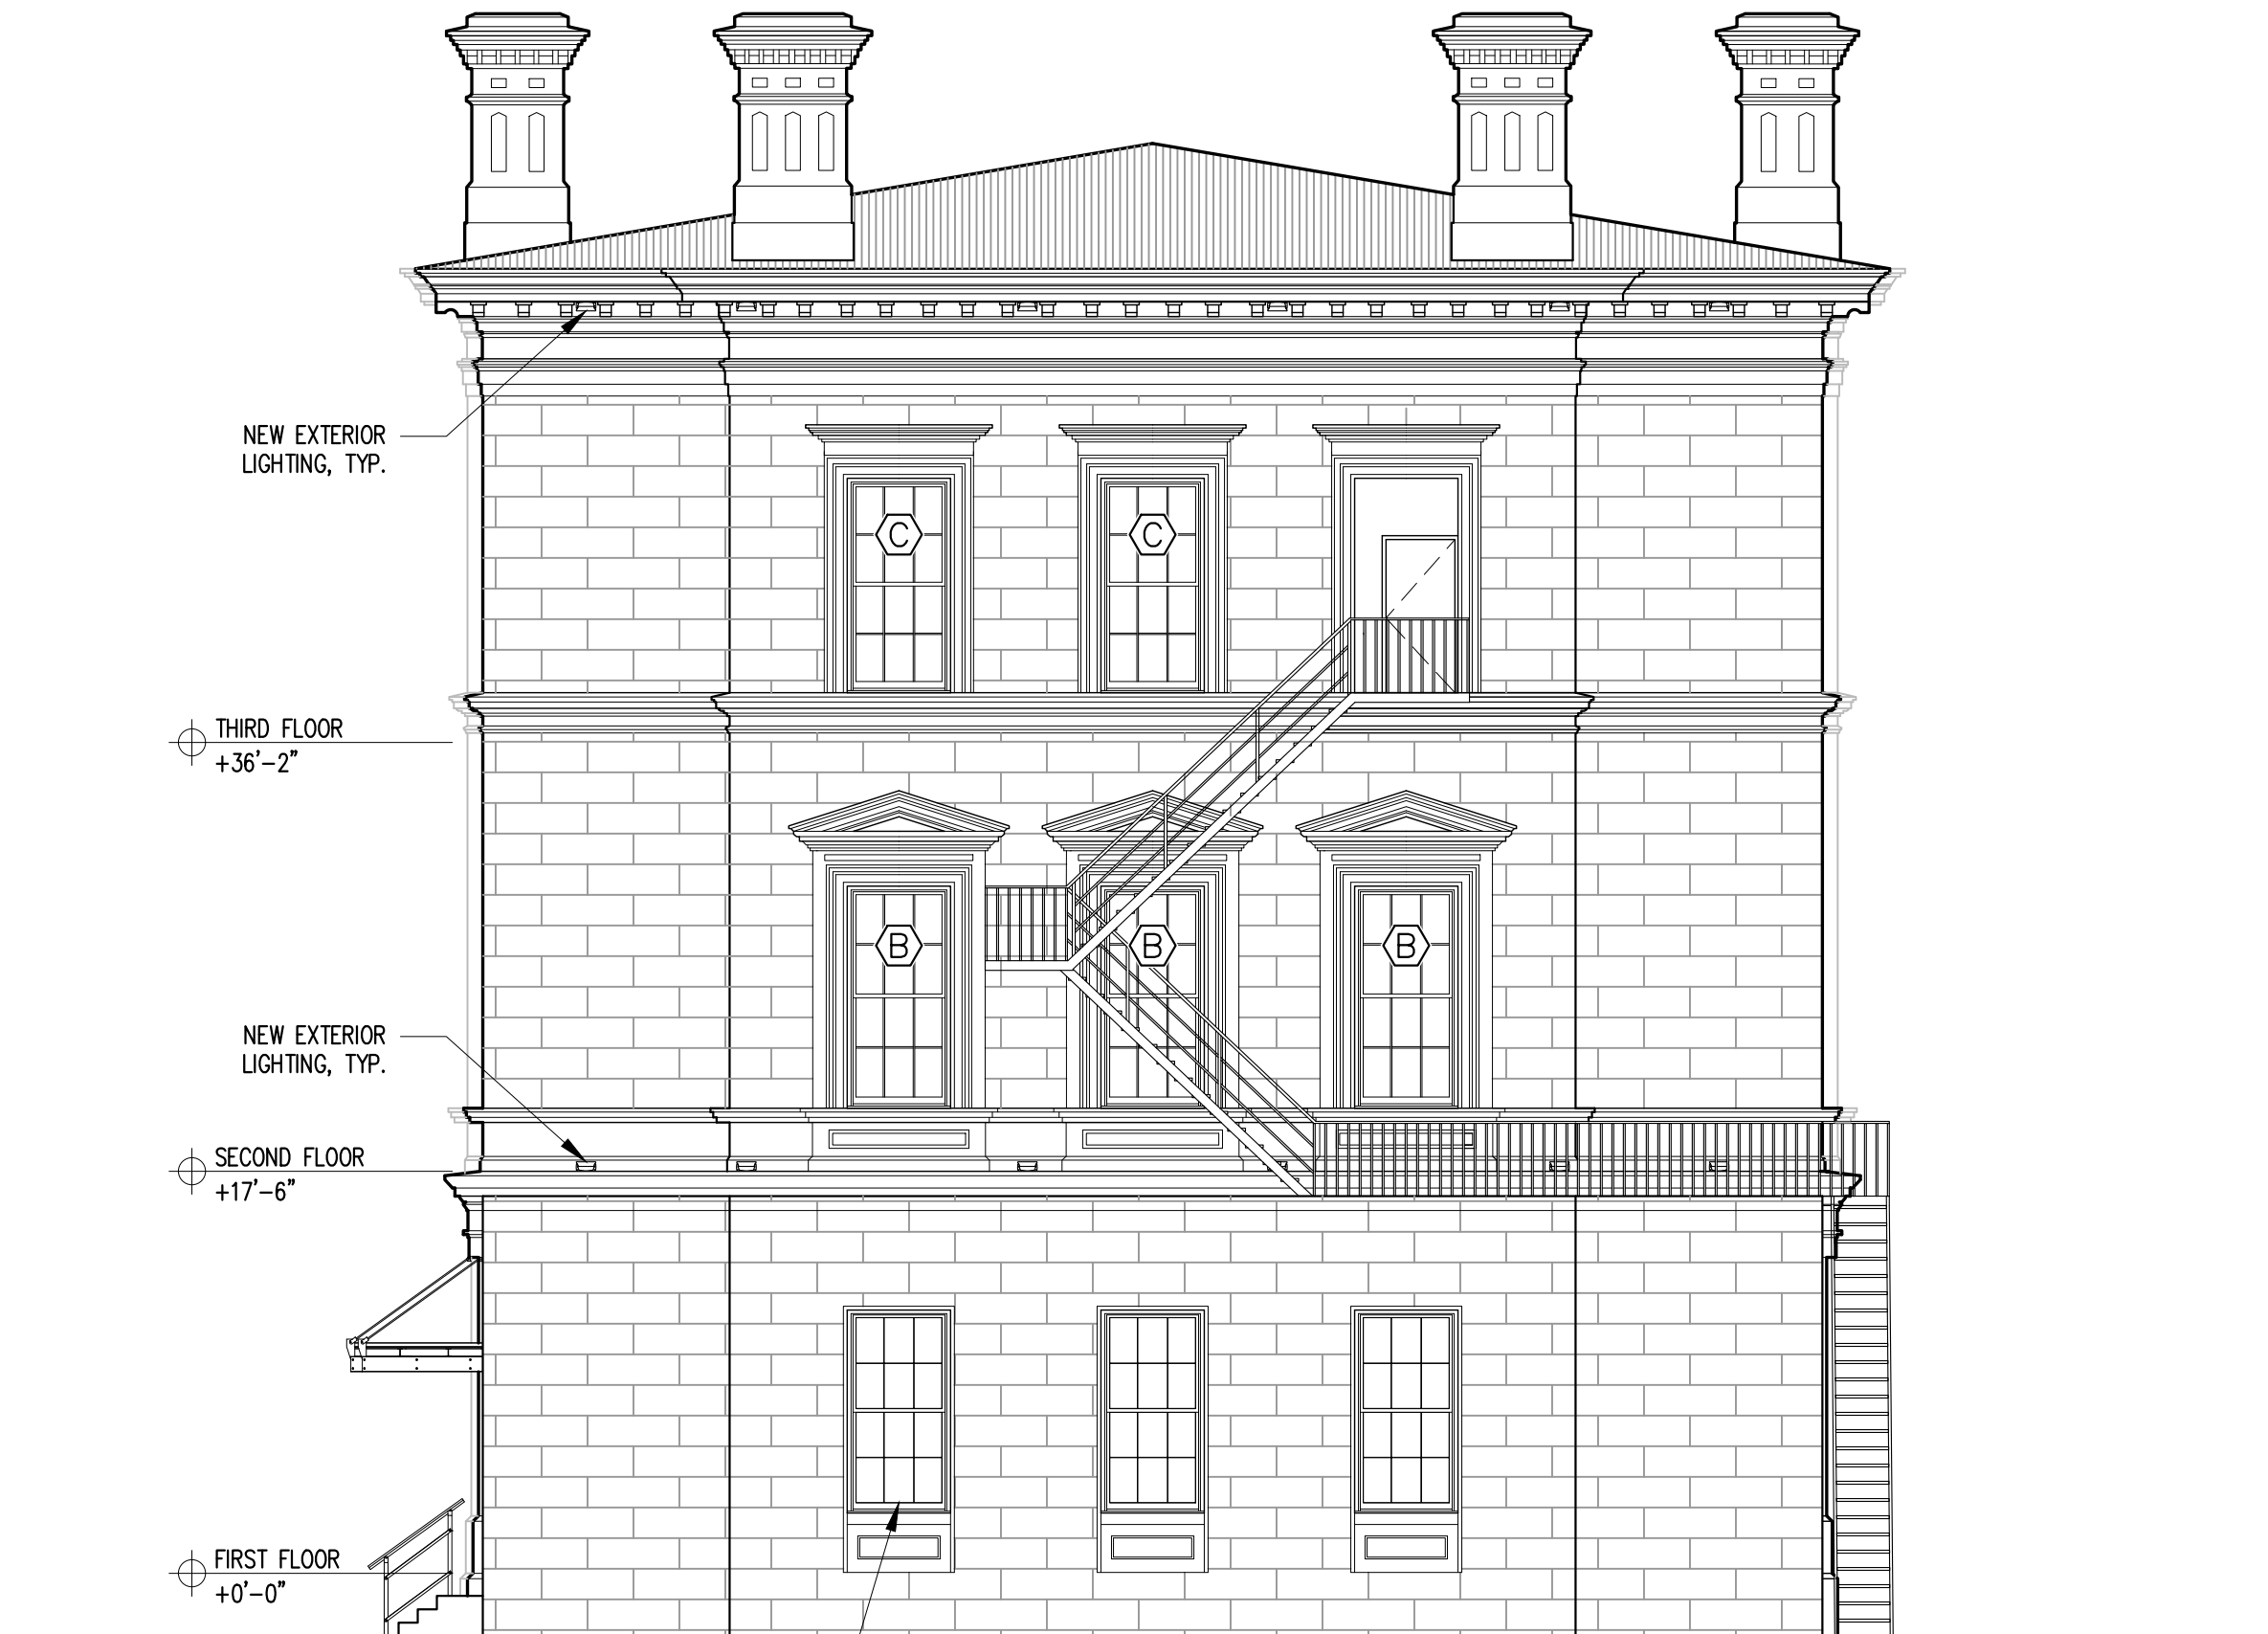 NEW EXTERIOR
LIGHTING, TYP.
C
C
THIRD FLOOR
+36'-2"
B
B
B
NEW EXTERIOR
LIGHTING, TYP.
SECOND FLOOR
+17'-6"
FIRST FLOOR
+0'-0"